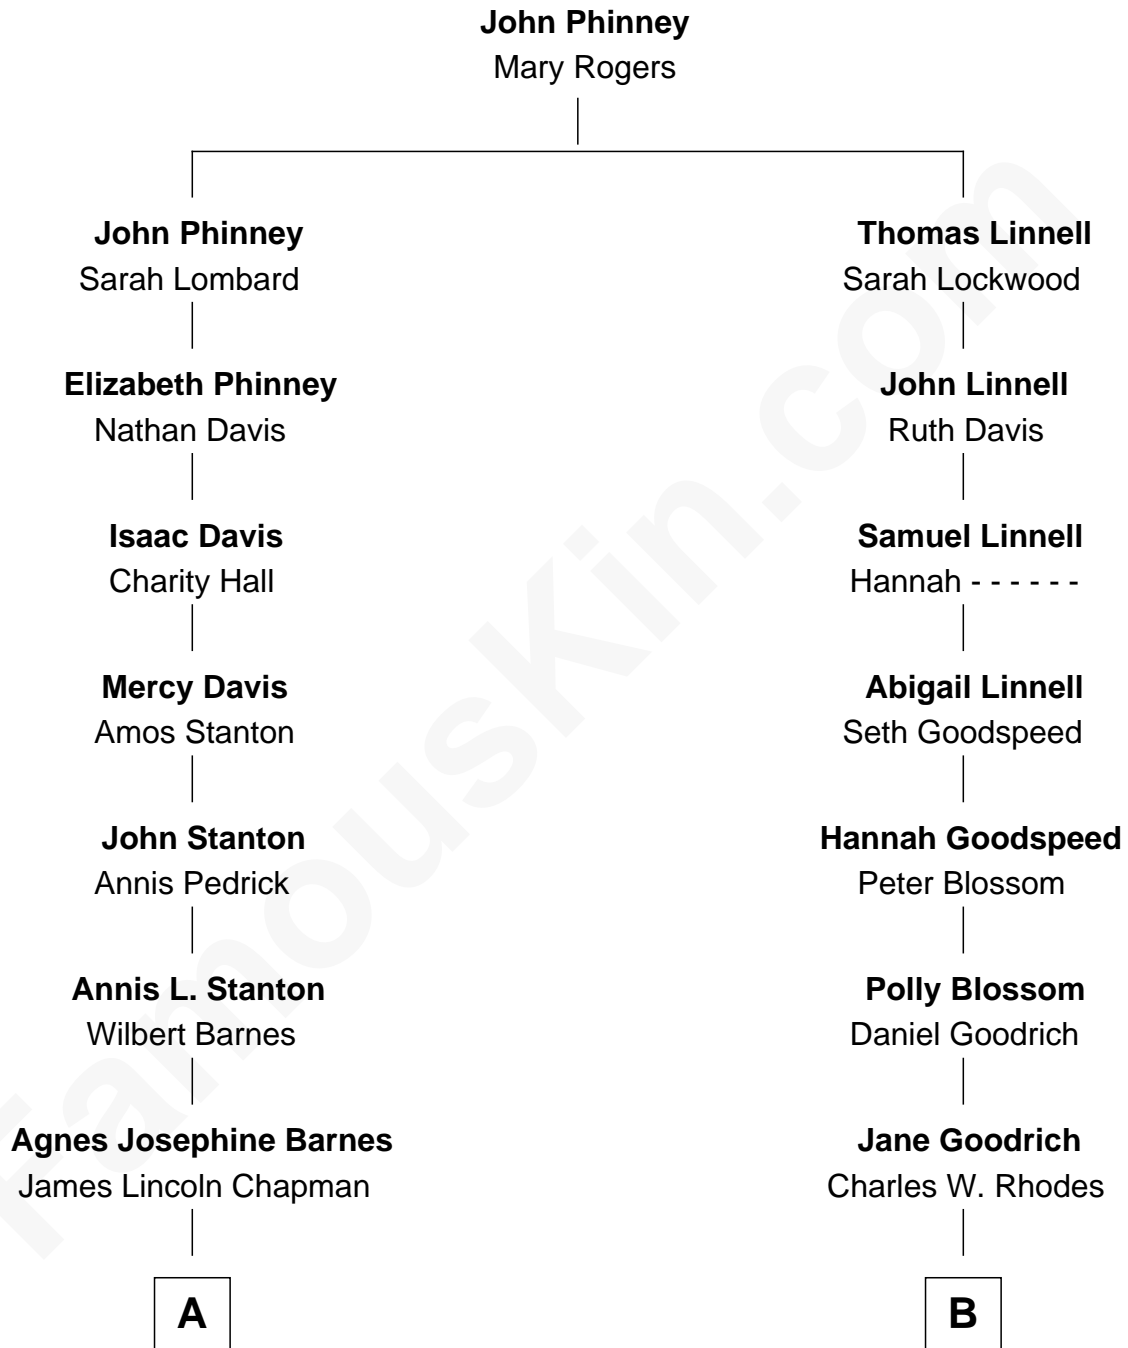 John Phinney
Mary Rogers
John Phinney
Sarah Lombard
Thomas Linnell
Sarah Lockwood
Elizabeth Phinney
Nathan Davis
John Linnell
Ruth Davis
Isaac Davis
Charity Hall
Samuel Linnell
Hannah - - - - - -
Mercy Davis
Amos Stanton
Abigail Linnell
Seth Goodspeed
John Stanton
Annis Pedrick
Hannah Goodspeed
Peter Blossom
Annis L. Stanton
Wilbert Barnes
Polly Blossom
Daniel Goodrich
Agnes Josephine Barnes
James Lincoln Chapman
Jane Goodrich
Charles W. Rhodes
A
B
FamousKin.com